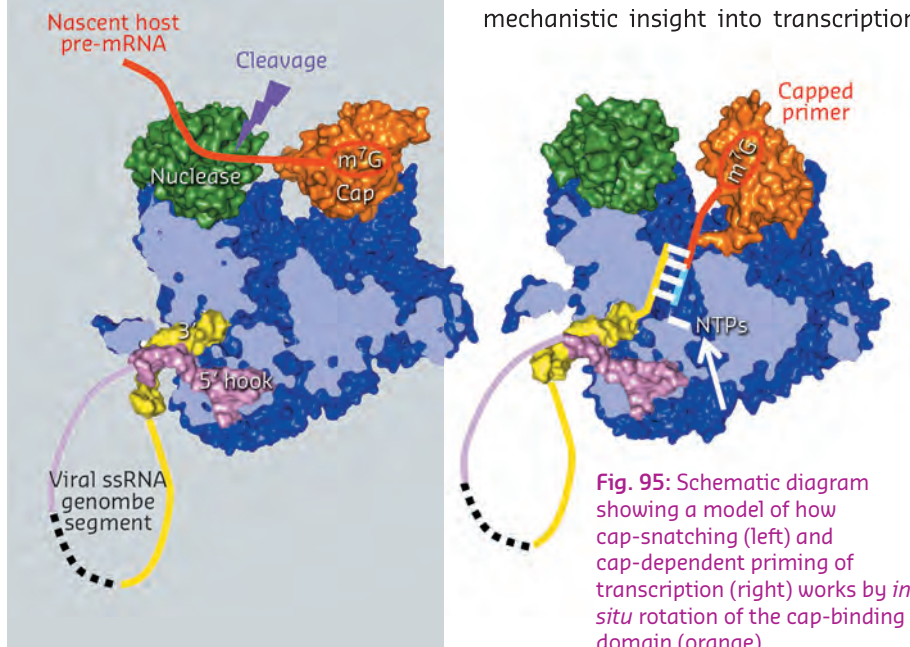 mechanistic insight into transcription
Nascent host
pre-mRNA
Cleavage
Nuclease
m⁷G
Cap
3'
5' hook
Viral ssRNA
genombe
segment
Capped
primer
m⁷G
NTPs
Fig. 95: Schematic diagram
showing a model of how
cap-snatching (left) and
cap-dependent priming of
transcription (right) works by in
situ rotation of the cap-binding
domain (orange)